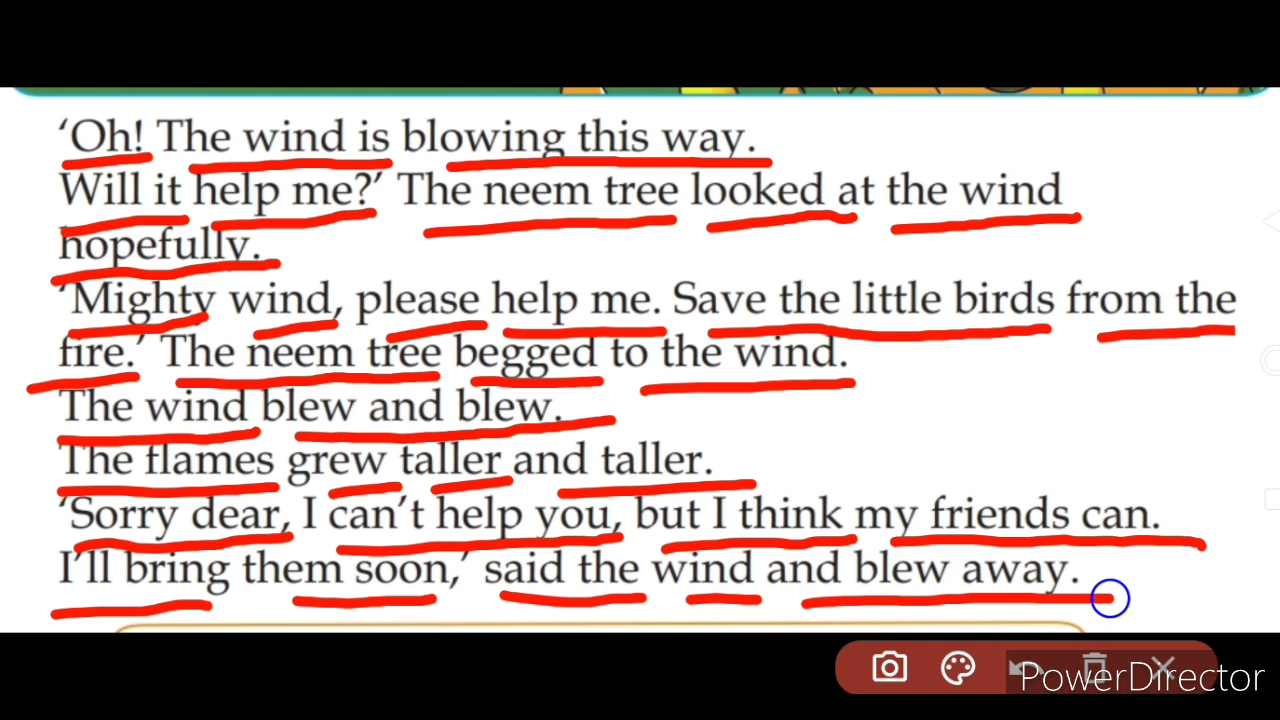 ‘Oh! The wind is blowing this way.
Will it help me?’ The neem tree looked at the wind
hopefully.
‘Mighty wind, please help me. Save the little birds from the
fire.’ The neem tree begged to the wind.
The wind blew and blew.
The flames grew taller and taller.
‘Sorry dear, I can’t help you, but I think my friends can.
I’ll bring them soon,’ said the wind and blew away.
PowerDirector